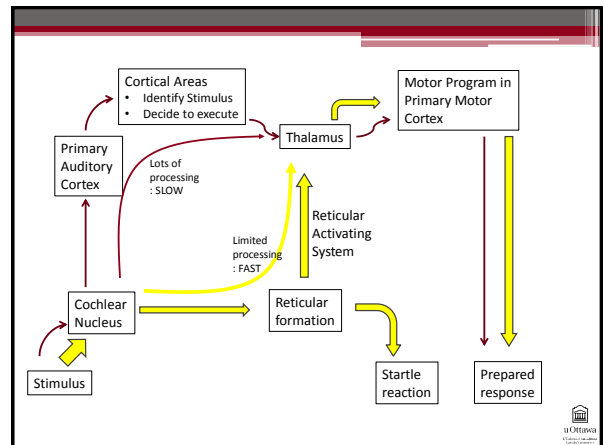 Cortical Areas
• Identify Stimulus
• Decide to execute
Motor Program in
Primary Motor
Cortex
Thalamus
Primary
Auditory
Cortex
Lots of
processing
: SLOW
Reticular
Activating
System
Limited
processing
: FAST
Cochlear
Nucleus
Reticular
formation
Stimulus
Startle
reaction
Prepared
response
uOttawa